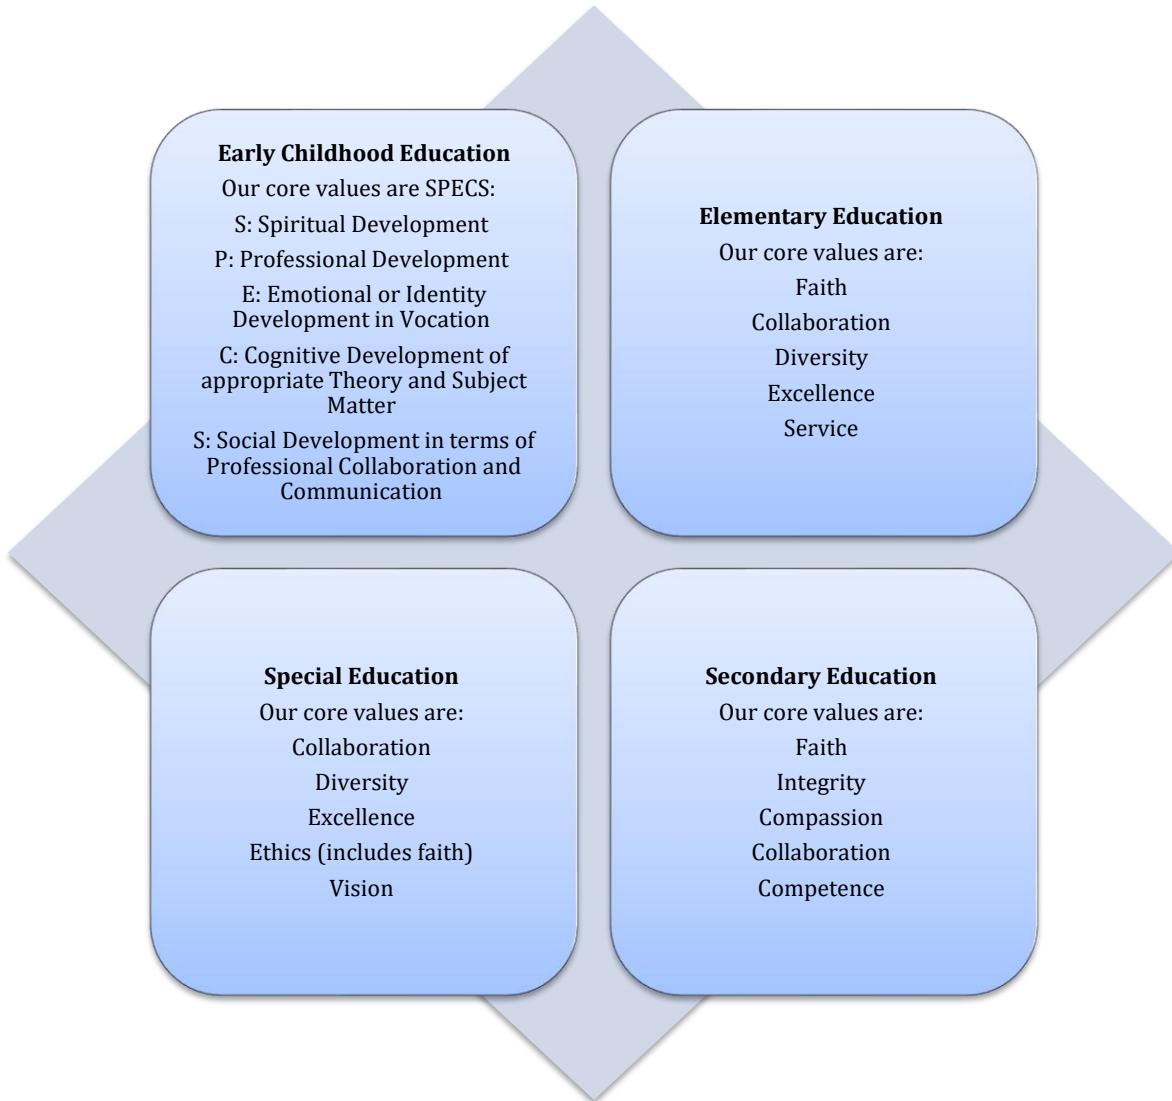 Early Childhood Education
Our core values are SPECS:
S: Spiritual Development
P: Professional Development
E: Emotional or Identity
Development in Vocation
C: Cognitive Development of
appropriate Theory and Subject
Matter
S: Social Development in terms of
Professional Collaboration and
Communication
Elementary Education
Our core values are:
Faith
Collaboration
Diversity
Excellence
Service
Special Education
Our core values are:
Collaboration
Diversity
Excellence
Ethics (includes faith)
Vision
Secondary Education
Our core values are:
Faith
Integrity
Compassion
Collaboration
Competence